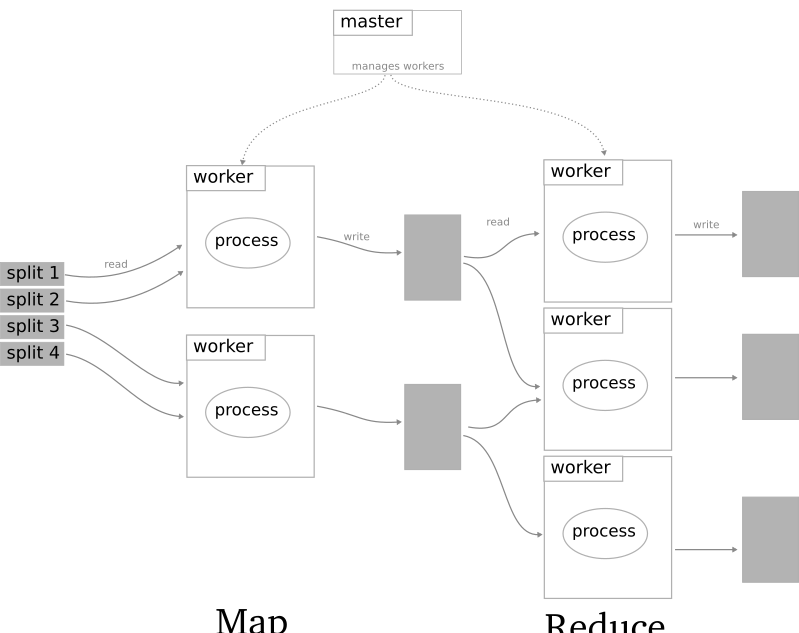 master
manages workers
worker
process
worker
process
split 1
split 2
split 3
split 4
read
write
read
worker
process
write
worker
process
worker
process
Map
Reduce